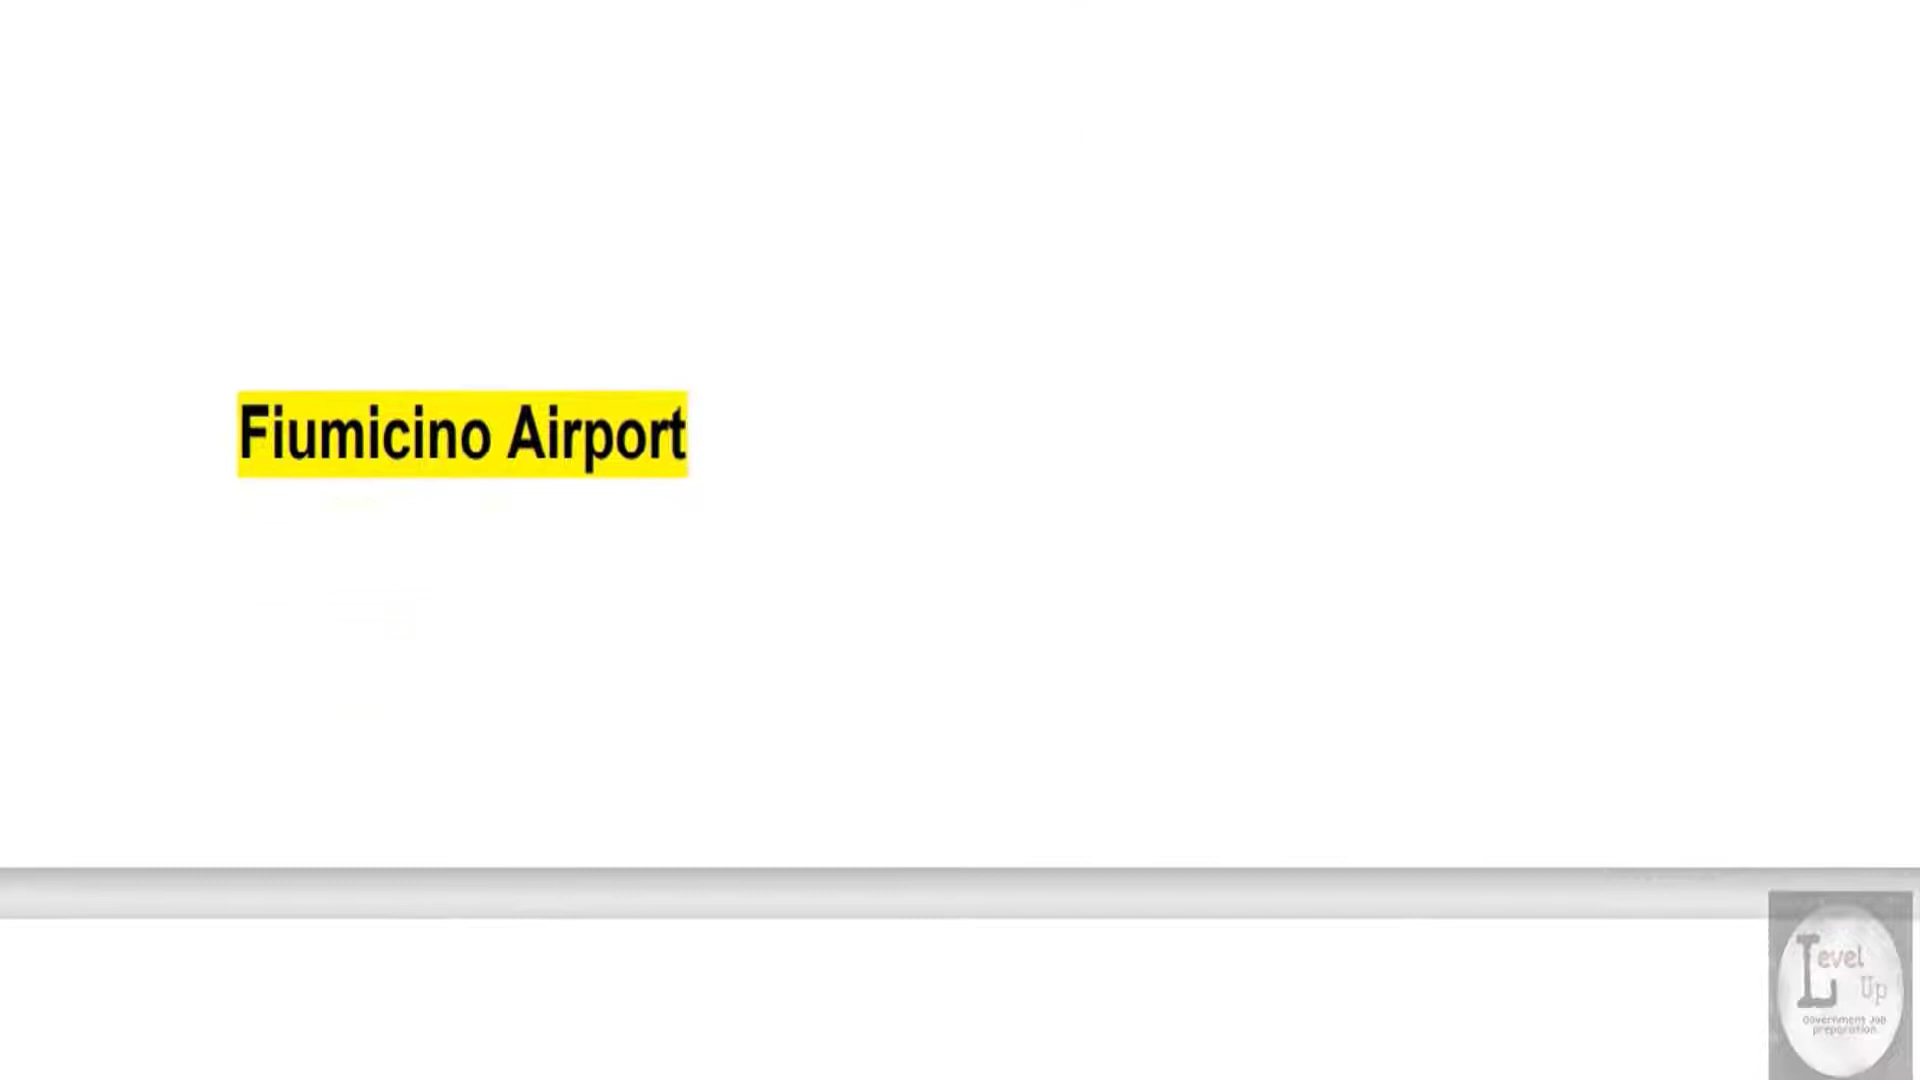 Fiumicino Airport
Level
Up
Government Job
preparation